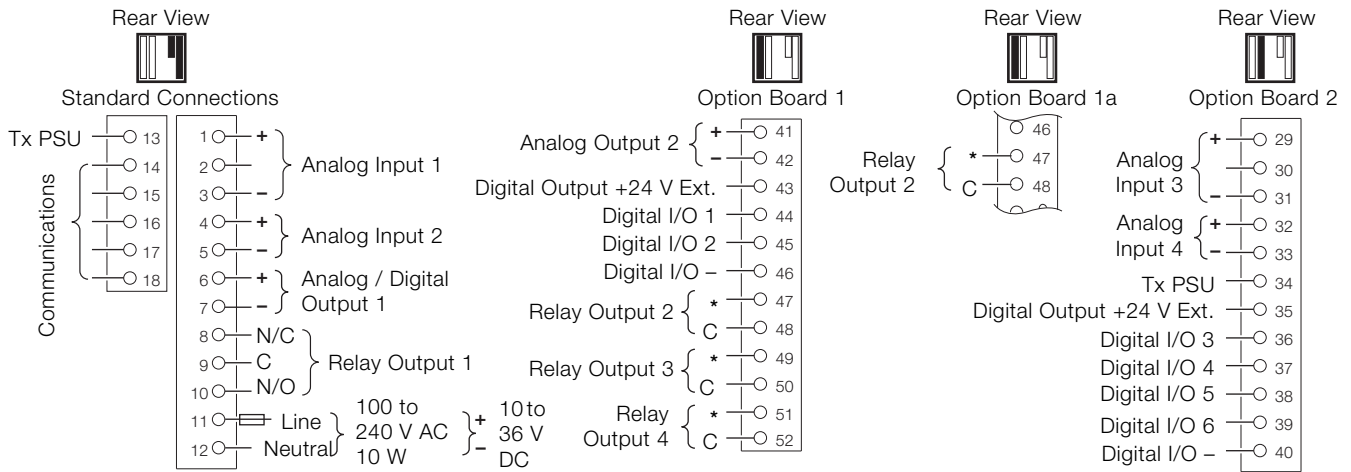 Rear View
Standard Connections
Tx PSU
Communications
13
14
15
16
17
18
1 +
2
3 –
Analog Input 1
4 +
5 –
Analog Input 2
6 +
7 –
Analog / Digital
Output 1
8 N/C
9 C
10 N/O
Relay Output 1
11 Line
12 Neutral
100 to
240 V AC
10 W
+
–
10 to
36 V
DC
Rear View
Option Board 1
Analog Output 2
+ 41
– 42
Digital Output +24 V Ext. 43
Digital I/O 1 44
Digital I/O 2 45
Digital I/O – 46
Relay Output 2
* 47
C 48
Relay Output 3
* 49
C 50
Relay
Output 4
* 51
C 52
Rear View
Option Board 1a
46
Relay
Output 2
* 47
C 48
Rear View
Option Board 2
Analog
Input 3
+ 29
30
– 31
Analog
Input 4
+ 32
– 33
Tx PSU 34
Digital Output +24 V Ext. 35
Digital I/O 3 36
Digital I/O 4 37
Digital I/O 5 38
Digital I/O 6 39
Digital I/O – 40